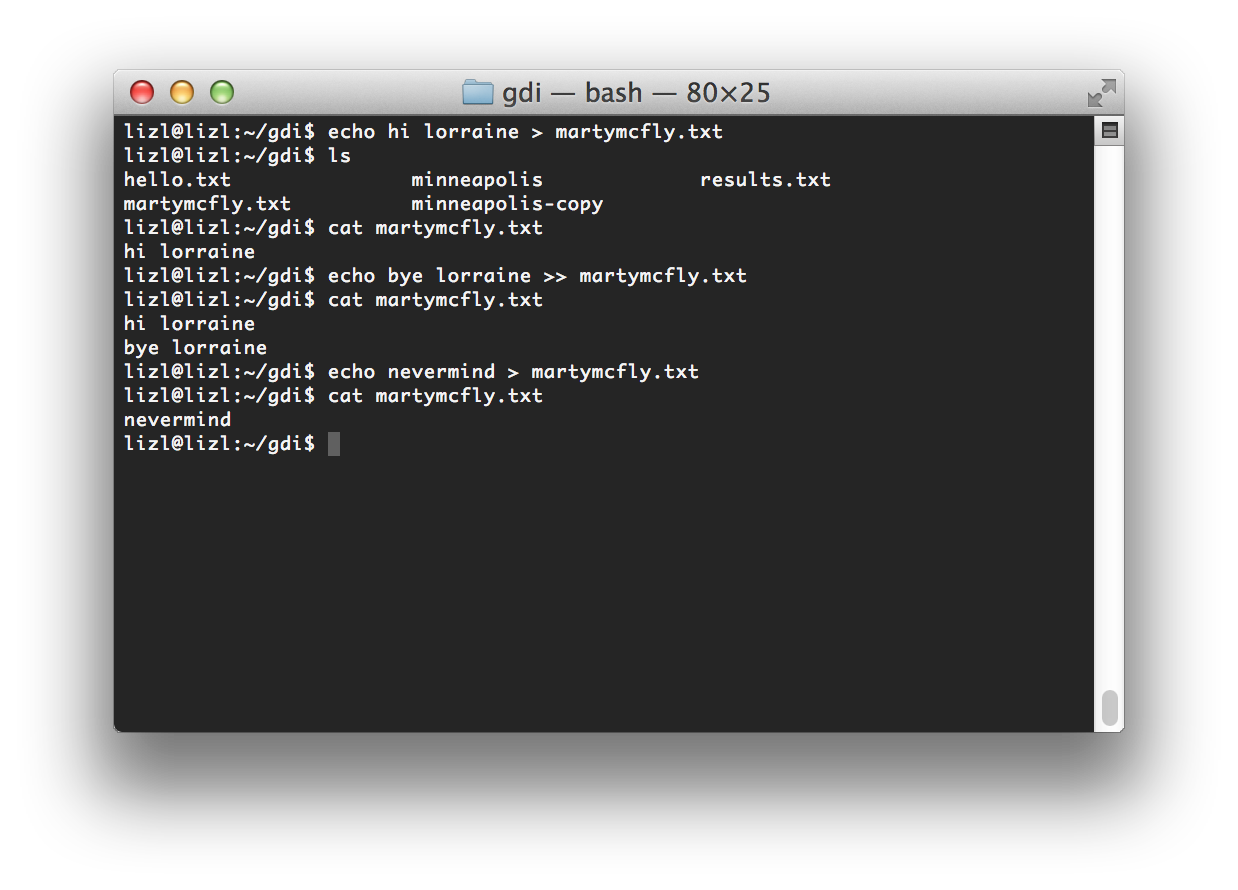 gdi — bash — 80×25
lizl@lizl:~/gdi$ echo hi lorraine > martymcfly.txt
lizl@lizl:~/gdi$ ls
hello.txt               minneapolis             results.txt
martymcfly.txt          minneapolis-copy
lizl@lizl:~/gdi$ cat martymcfly.txt
hi lorraine
lizl@lizl:~/gdi$ echo bye lorraine >> martymcfly.txt
lizl@lizl:~/gdi$ cat martymcfly.txt
hi lorraine
bye lorraine
lizl@lizl:~/gdi$ echo nevermind > martymcfly.txt
lizl@lizl:~/gdi$ cat martymcfly.txt
nevermind
lizl@lizl:~/gdi$